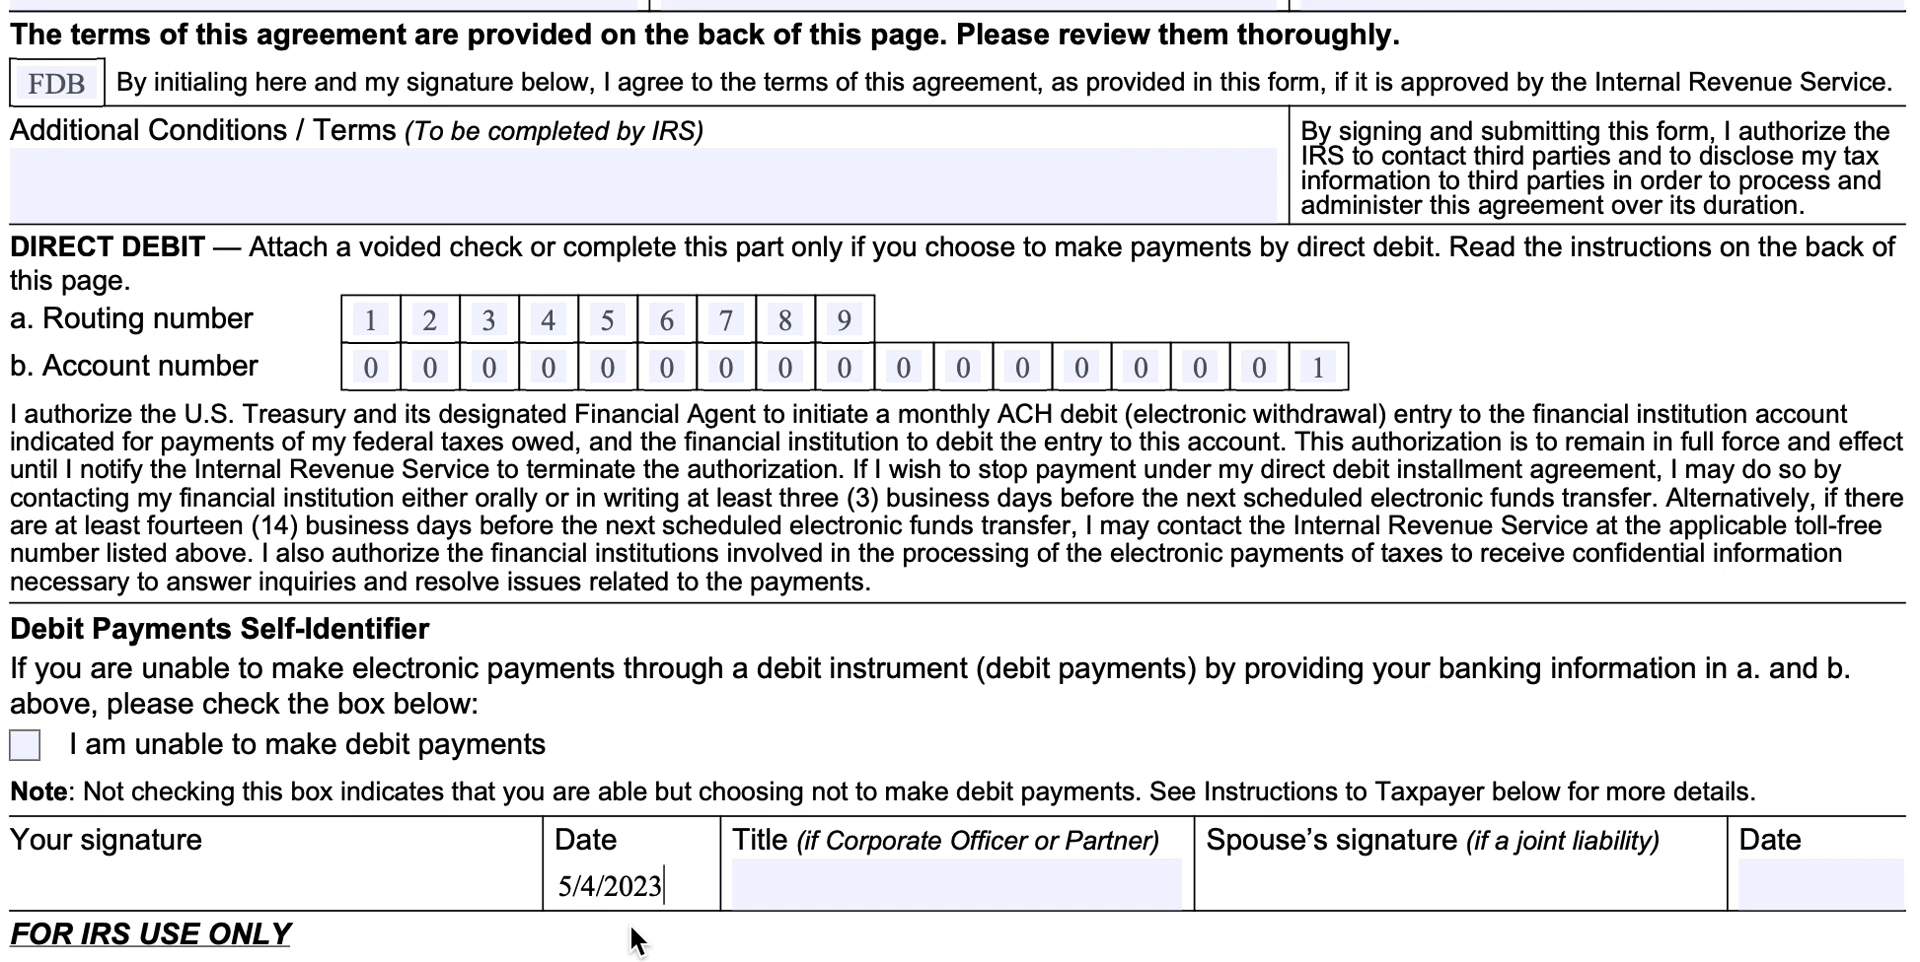 The terms of this agreement are provided on the back of this page. Please review them thoroughly.
FDB By initialing here and my signature below, I agree to the terms of this agreement, as provided in this form, if it is approved by the Internal Revenue Service.
Additional Conditions / Terms (To be completed by IRS)
By signing and submitting this form, I authorize the
IRS to contact third parties and to disclose my tax
information to third parties in order to process and
administer this agreement over its duration.
DIRECT DEBIT — Attach a voided check or complete this part only if you choose to make payments by direct debit. Read the instructions on the back of
this page.
a. Routing number 1 2 3 4 5 6 7 8 9
b. Account number 0 0 0 0 0 0 0 0 0 0 0 0 0 0 0 0 1
I authorize the U.S. Treasury and its designated Financial Agent to initiate a monthly ACH debit (electronic withdrawal) entry to the financial institution account
indicated for payments of my federal taxes owed, and the financial institution to debit the entry to this account. This authorization is to remain in full force and effect
until I notify the Internal Revenue Service to terminate the authorization. If I wish to stop payment under my direct debit installment agreement, I may do so by
contacting my financial institution either orally or in writing at least three (3) business days before the next scheduled electronic funds transfer. Alternatively, if there
are at least fourteen (14) business days before the next scheduled electronic funds transfer, I may contact the Internal Revenue Service at the applicable toll-free
number listed above. I also authorize the financial institutions involved in the processing of the electronic payments of taxes to receive confidential information
necessary to answer inquiries and resolve issues related to the payments.
Debit Payments Self-Identifier
If you are unable to make electronic payments through a debit instrument (debit payments) by providing your banking information in a. and b.
above, please check the box below:
I am unable to make debit payments
Note: Not checking this box indicates that you are able but choosing not to make debit payments. See Instructions to Taxpayer below for more details.
Your signature
Date
5/4/2023
Title (if Corporate Officer or Partner)
Spouse's signature (if a joint liability)
Date
FOR IRS USE ONLY